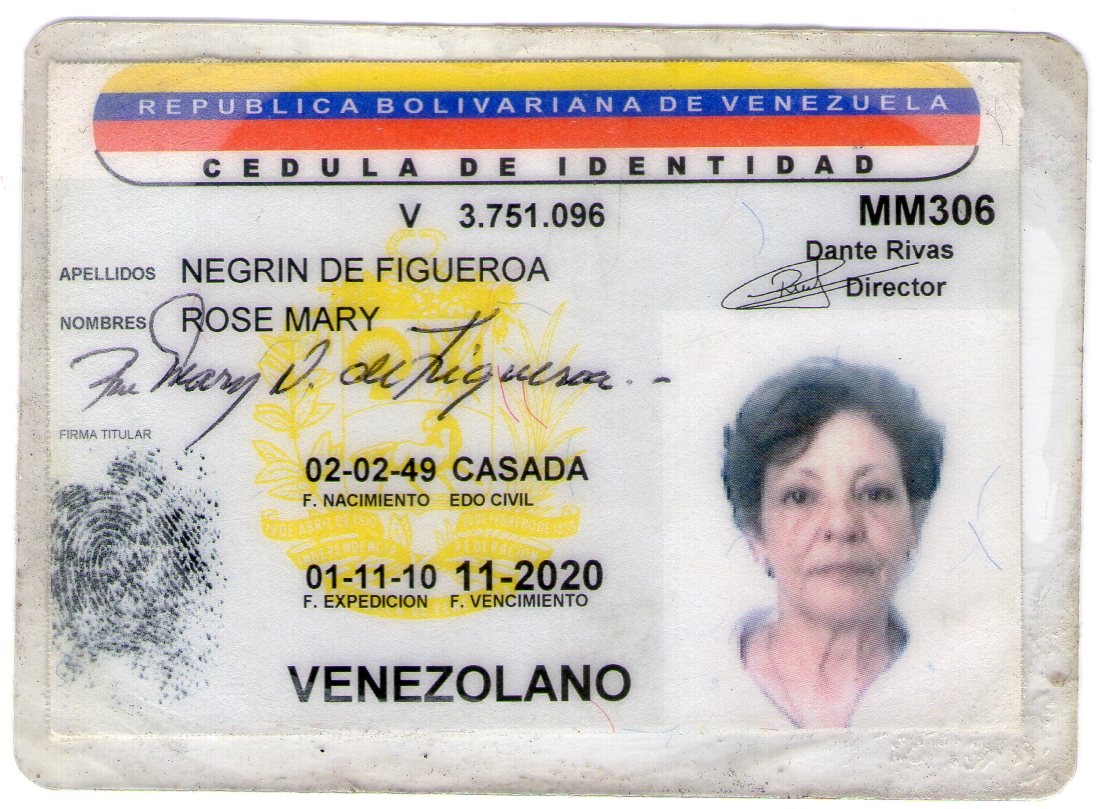 REPUBLICA BOLIVARIANA DE VENEZUELA
CEDULA DE IDENTIDAD
V 3.751.096
MM306
Dante Rivas
Director
APELLIDOS NEGRIN DE FIGUEROA
NOMBRES ROSE MARY
Rose Mary N. de Figueroa.-
FIRMA TITULAR
02-02-49 CASADA
F. NACIMIENTO EDO CIVIL
INDEPENDENCIA FEDERACION
01-11-10 11-2020
F. EXPEDICION F. VENCIMIENTO
VENEZOLANO